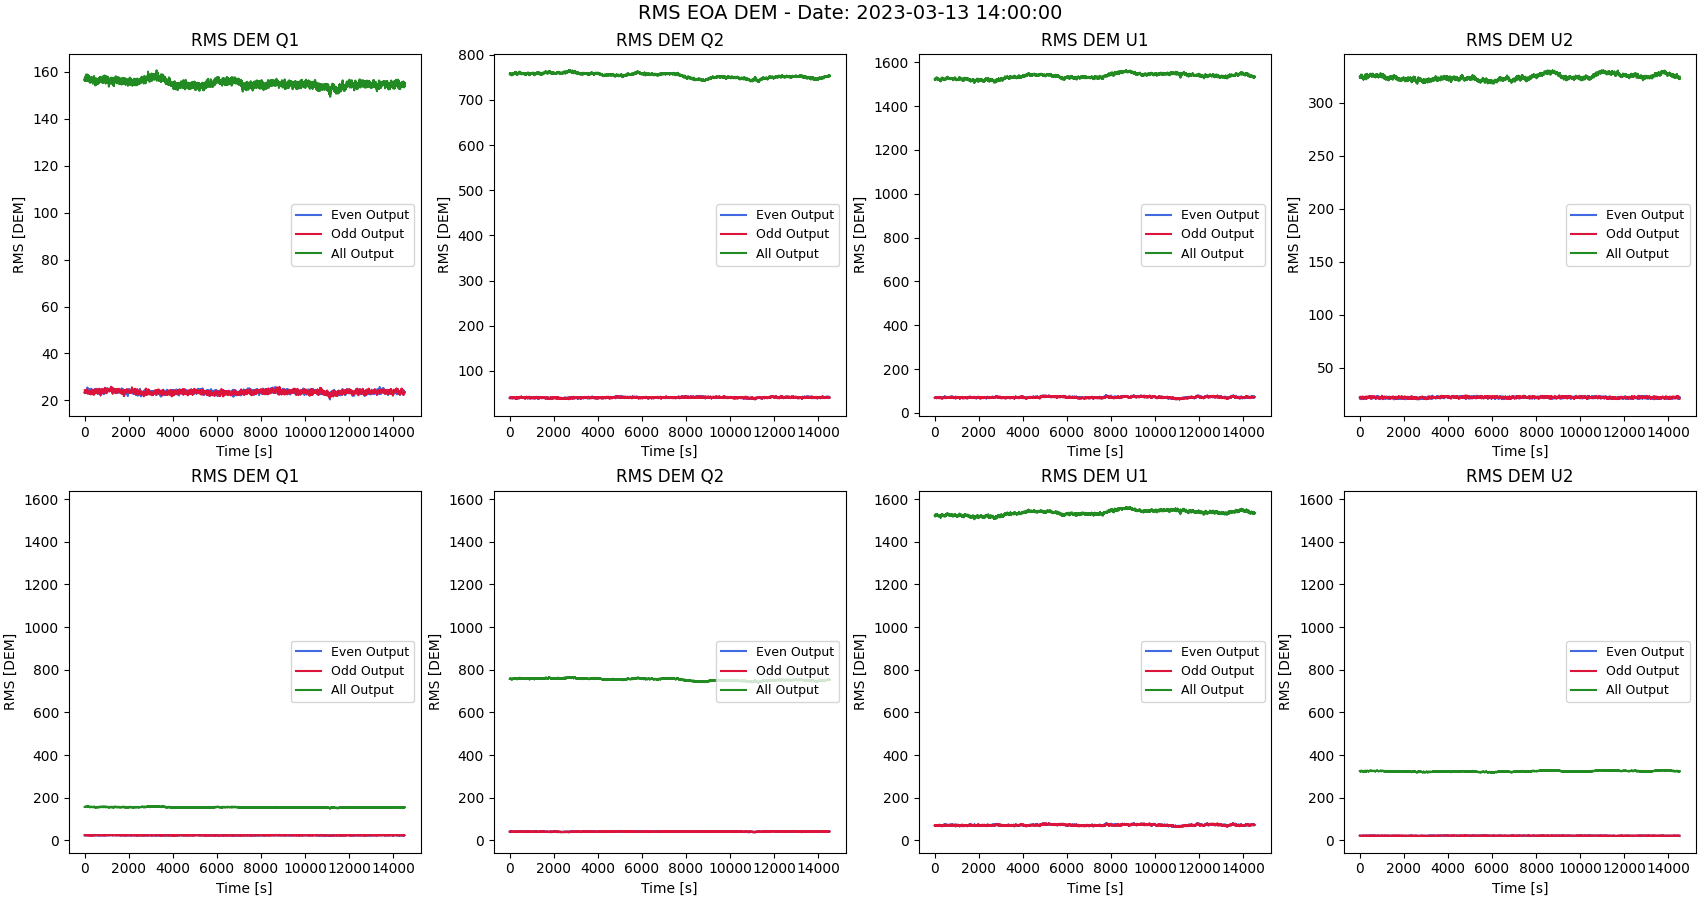 RMS EOA DEM - Date: 2023-03-13 14:00:00
RMS DEM Q1
RMS [DEM]
160
140
120
100
80
60
40
20
Even Output
Odd Output
All Output
0 2000 4000 6000 8000 10000 12000 14000
Time [s]
RMS DEM Q2
RMS [DEM]
800
700
600
500
400
300
200
100
Even Output
Odd Output
All Output
0 2000 4000 6000 8000 10000 12000 14000
Time [s]
RMS DEM U1
RMS [DEM]
1600
1400
1200
1000
800
600
400
200
0
Even Output
Odd Output
All Output
0 2000 4000 6000 8000 10000 12000 14000
Time [s]
RMS DEM U2
RMS [DEM]
300
250
200
150
100
50
Even Output
Odd Output
All Output
0 2000 4000 6000 8000 10000 12000 14000
Time [s]
RMS DEM Q1
RMS [DEM]
1600
1400
1200
1000
800
600
400
200
0
Even Output
Odd Output
All Output
0 2000 4000 6000 8000 10000 12000 14000
Time [s]
RMS DEM Q2
RMS [DEM]
1600
1400
1200
1000
800
600
400
200
0
Even Output
Odd Output
All Output
0 2000 4000 6000 8000 10000 12000 14000
Time [s]
RMS DEM U1
RMS [DEM]
1600
1400
1200
1000
800
600
400
200
0
Even Output
Odd Output
All Output
0 2000 4000 6000 8000 10000 12000 14000
Time [s]
RMS DEM U2
RMS [DEM]
1600
1400
1200
1000
800
600
400
200
0
Even Output
Odd Output
All Output
0 2000 4000 6000 8000 10000 12000 14000
Time [s]